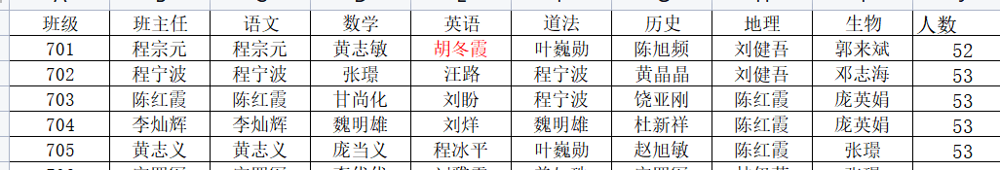 班级 班主任 语文 数学 英语 道法 历史 地理 生物 人数
701 程宗元 程宗元 黄志敏 胡冬霞 叶巍勋 陈旭频 刘健吾 郭来斌 52
702 程宁波 程宁波 张璟 汪路 程宁波 黄晶晶 刘健吾 邓志海 53
703 陈红霞 陈红霞 甘尚化 刘盼 程宁波 饶亚刚 陈红霞 庞英娟 53
704 李灿辉 李灿辉 魏明雄 刘烊 魏明雄 杜新祥 陈红霞 庞英娟 53
705 黄志义 黄志义 庞当义 程冰平 叶巍勋 赵旭敏 陈红霞 张璟 53